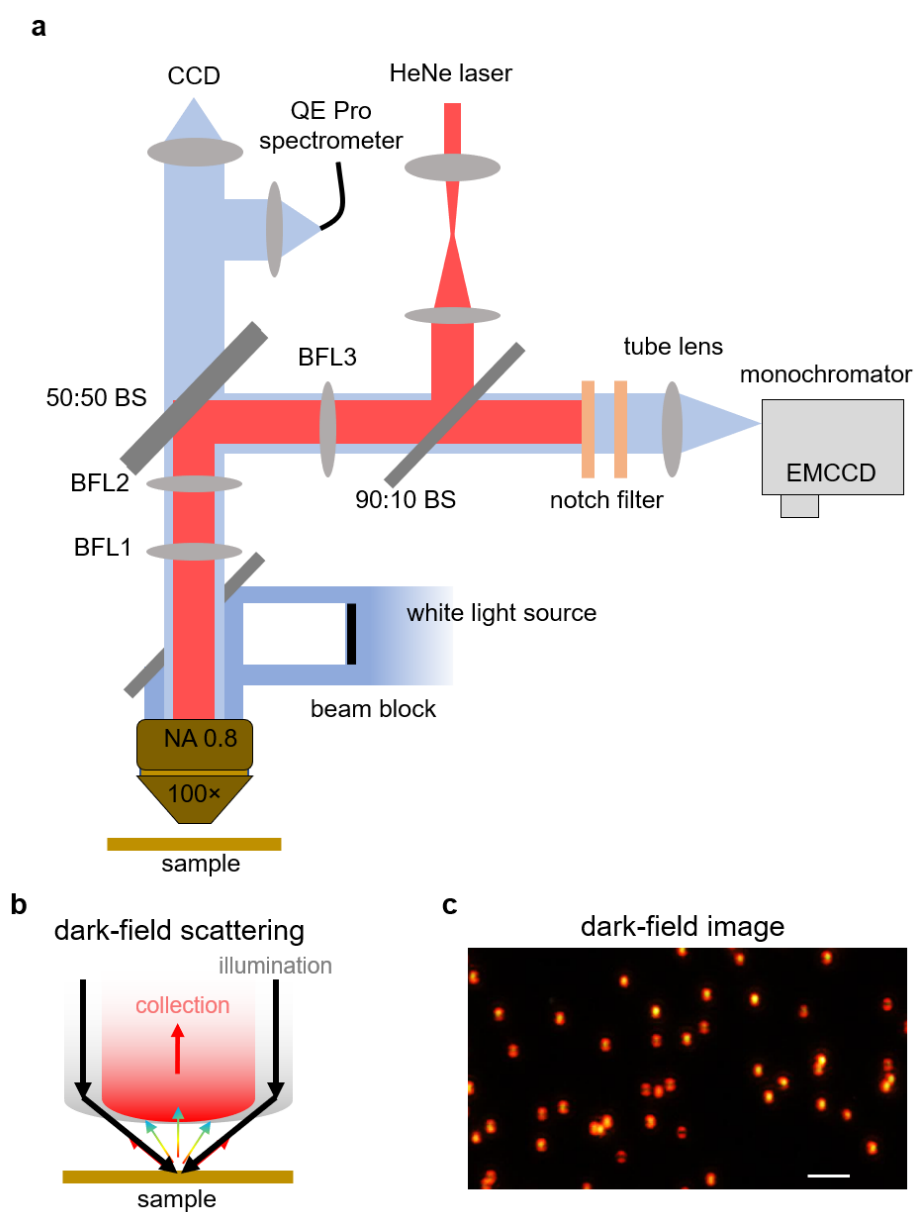 a
CCD
HeNe laser
QE Pro
spectrometer
BFL3
tube lens
50:50 BS
monochromator
BFL2
90:10 BS
notch filter
EMCCD
BFL1
white light source
beam block
NA 0.8
100×
sample
b
dark-field scattering
illumination
collection
sample
c
dark-field image